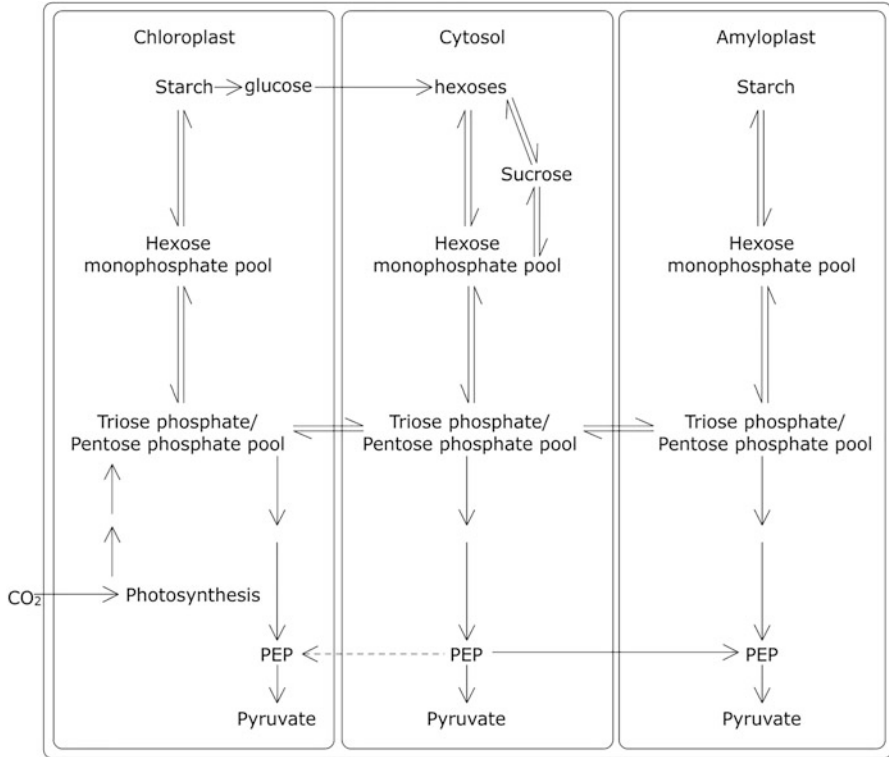 Chloroplast
Cytosol
Amyloplast
Starch
glucose
hexoses
Starch
Sucrose
Hexose
monophosphate pool
Hexose
monophosphate pool
Hexose
monophosphate pool
Triose phosphate/
Pentose phosphate pool
Triose phosphate/
Pentose phosphate pool
Triose phosphate/
Pentose phosphate pool
CO₂
Photosynthesis
PEP
PEP
PEP
Pyruvate
Pyruvate
Pyruvate